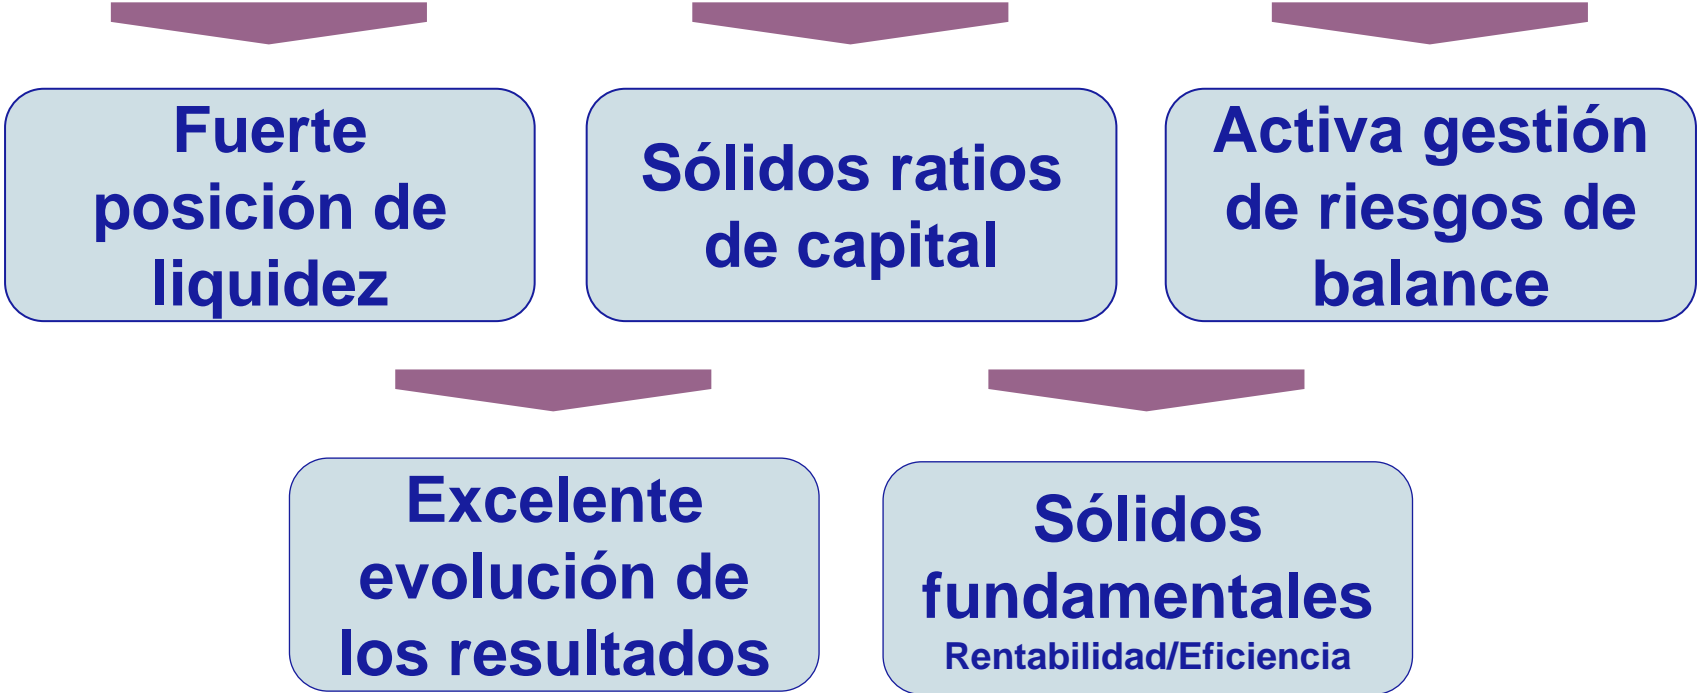 Fuerte
posición de
liquidez
Sólidos ratios
de capital
Activa gestión
de riesgos de
balance
Excelente
evolución de
los resultados
Sólidos
fundamentales
Rentabilidad/Eficiencia